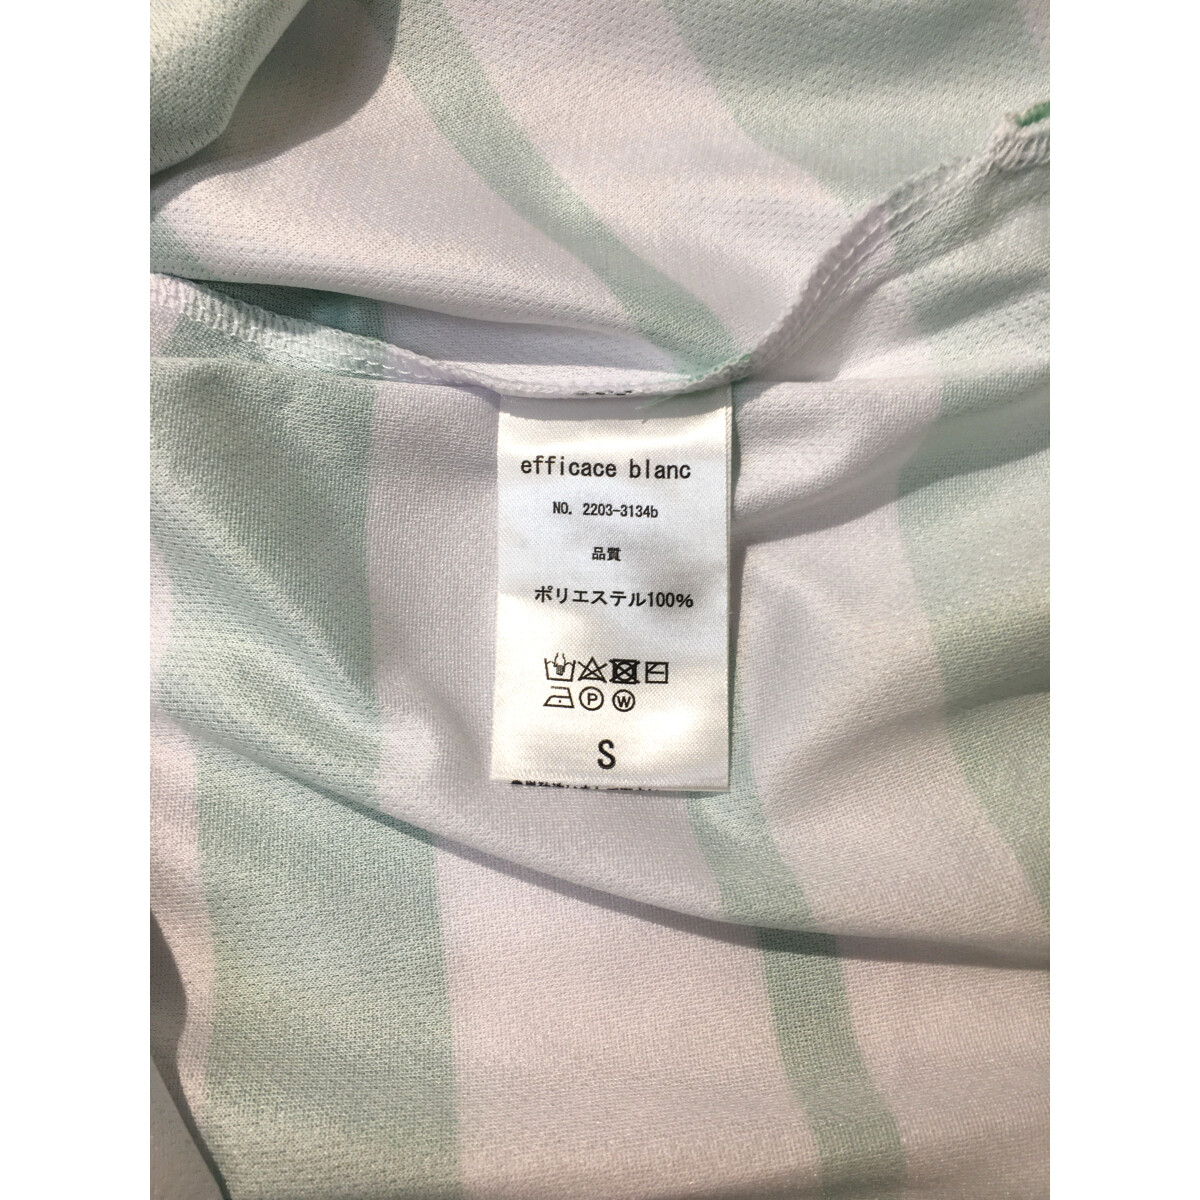 efficace blanc
NO. 2203-3134b
品質
ポリエステル100%
P W
S